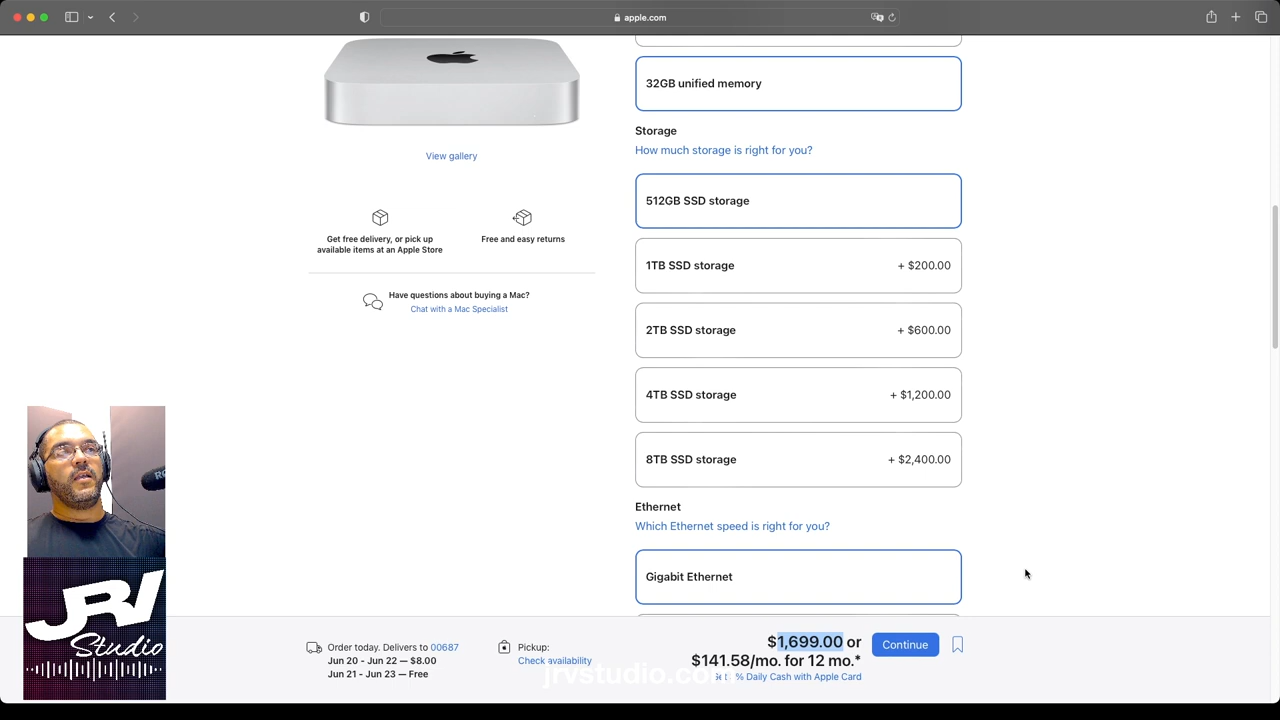 apple.com
32GB unified memory
Storage
How much storage is right for you?
View gallery
512GB SSD storage
Get free delivery, or pick up
available items at an Apple Store
Free and easy returns
1TB SSD storage + $200.00
Have questions about buying a Mac?
Chat with a Mac Specialist
2TB SSD storage + $600.00
4TB SSD storage + $1,200.00
8TB SSD storage + $2,400.00
Ethernet
Which Ethernet speed is right for you?
Gigabit Ethernet
JRV
Studio
Order today. Delivers to 00687
Jun 20 - Jun 22 — $8.00
Jun 21 - Jun 23 — Free
Pickup:
Check availability
$1,699.00 or
$141.58/mo. for 12 mo.*
% Daily Cash with Apple Card
Continue
jrvstudio.co